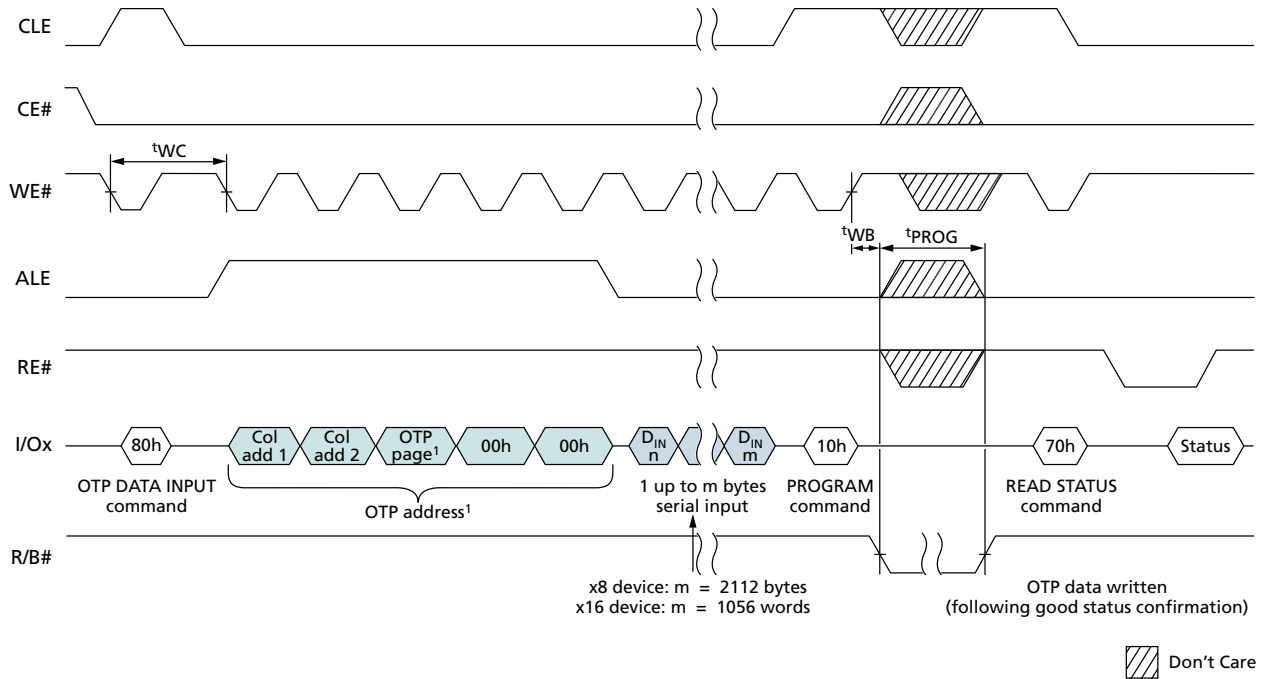 CLE
CE#
tWC
WE#
tWB
tPROG
ALE
RE#
I/Ox
80h
Col
add 1
Col
add 2
OTP
page1
00h
00h
DIN
n
DIN
m
10h
70h
Status
OTP DATA INPUT
command
OTP address1
1 up to m bytes
serial input
PROGRAM
command
READ STATUS
command
R/B#
x8 device: m = 2112 bytes
x16 device: m = 1056 words
OTP data written
(following good status confirmation)
Don't Care